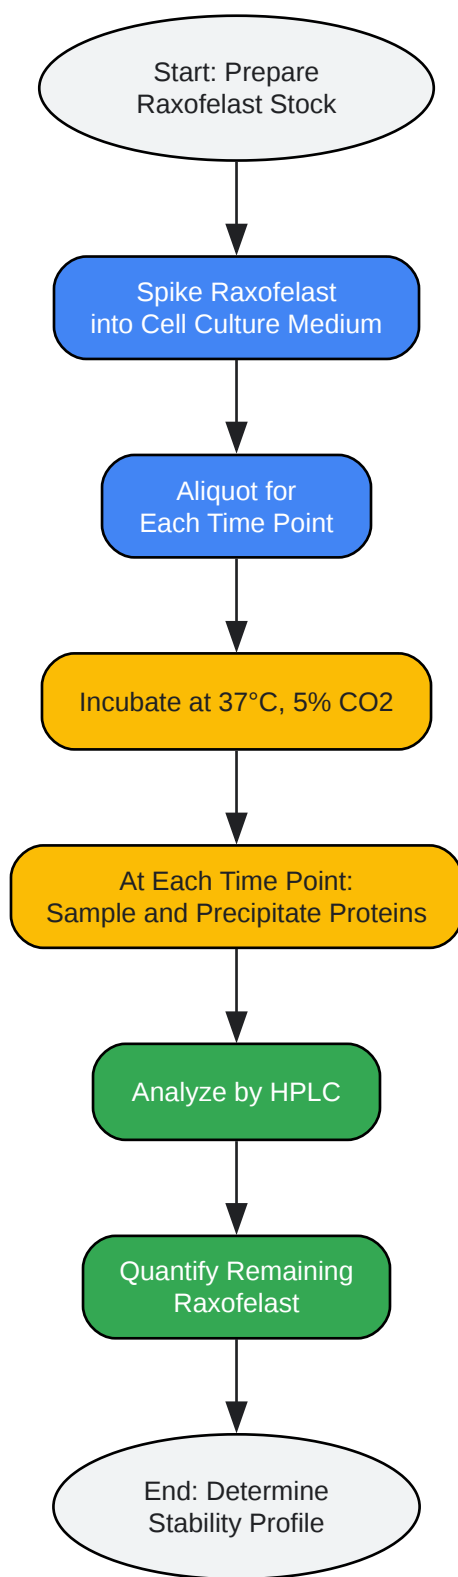 Start: Prepare
Raxofelast Stock
Spike Raxofelast
into Cell Culture Medium
Aliquot for
Each Time Point
Incubate at 37°C, 5% CO2
At Each Time Point:
Sample and Precipitate Proteins
Analyze by HPLC
Quantify Remaining
Raxofelast
End: Determine
Stability Profile